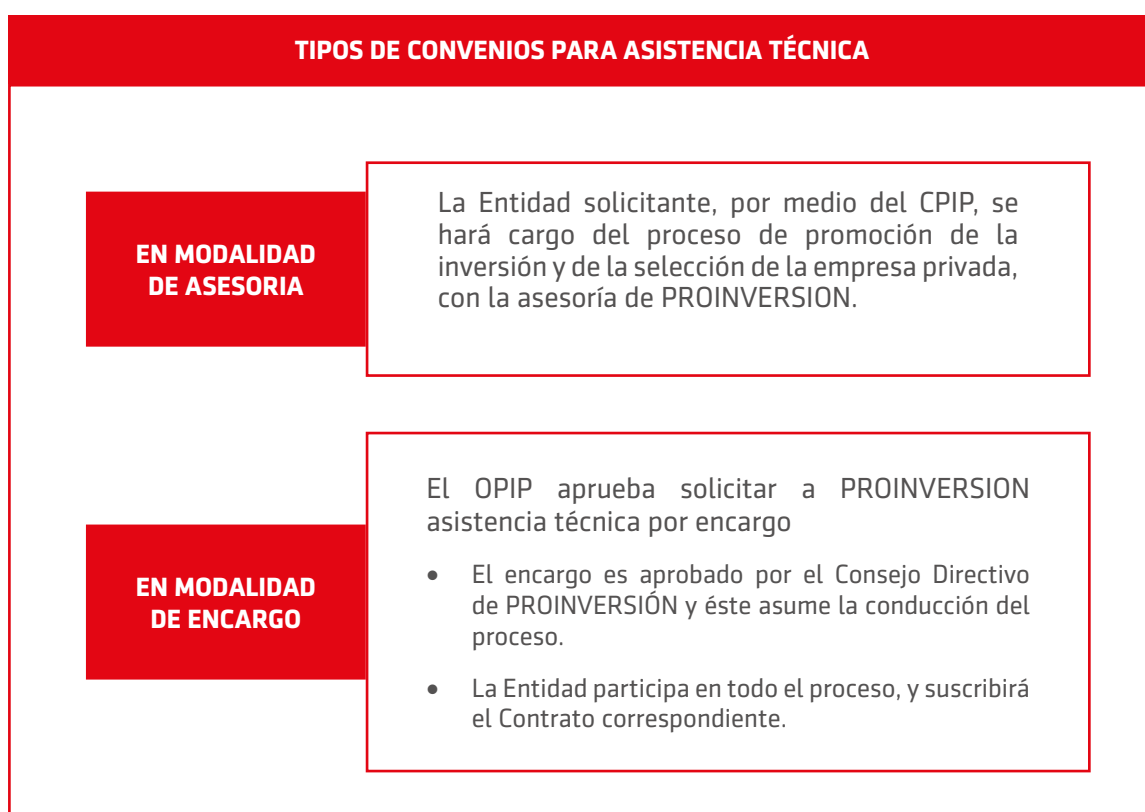 TIPOS DE CONVENIOS PARA ASISTENCIA TÉCNICA
EN MODALIDAD
DE ASESORIA
La Entidad solicitante, por medio del CPIP, se
hará cargo del proceso de promoción de la
inversión y de la selección de la empresa privada,
con la asesoría de PROINVERSION.
EN MODALIDAD
DE ENCARGO
El OPIP aprueba solicitar a PROINVERSION
asistencia técnica por encargo
• El encargo es aprobado por el Consejo Directivo
de PROINVERSIÓN y éste asume la conducción del
proceso.
• La Entidad participa en todo el proceso, y suscribirá
el Contrato correspondiente.